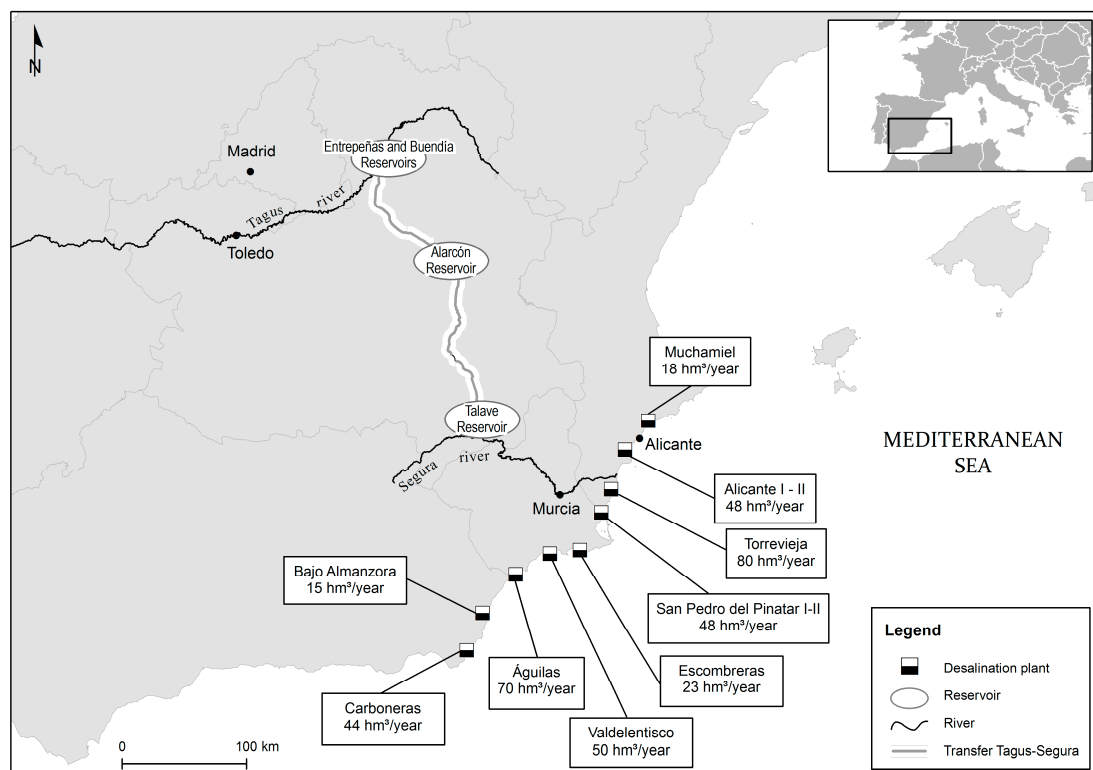 N
Madrid
Entrepeñas and Buendía
Reservoirs
Tagus river
Toledo
Alarcón
Reservoir
Muchamiel
18 hm³/year
Talave
Reservoir
Alicante
MEDITERRANEAN
SEA
Segura river
Murcia
Alicante I - II
48 hm³/year
Torrevieja
80 hm³/year
Bajo Almanzora
15 hm³/year
San Pedro del Pinatar I-II
48 hm³/year
Águilas
70 hm³/year
Escombreras
23 hm³/year
Carboneras
44 hm³/year
Valdelentisco
50 hm³/year
0 100 km
Legend
Desalination plant
Reservoir
River
Transfer Tagus-Segura